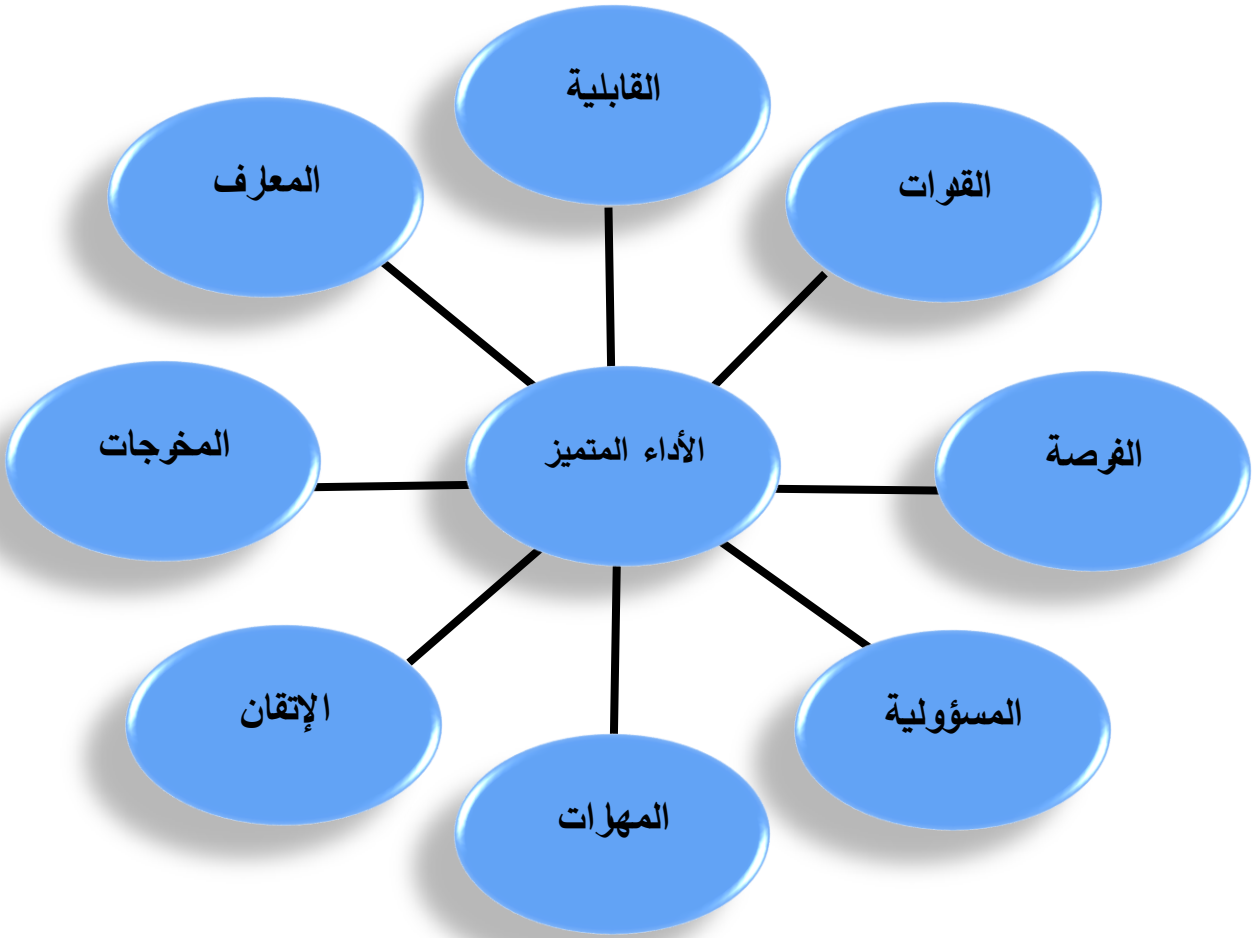 القابلية
المعارف
القدرات
المخرجات
الأداء المتميز
الفرصة
الإتقان
المسؤولية
المهارات